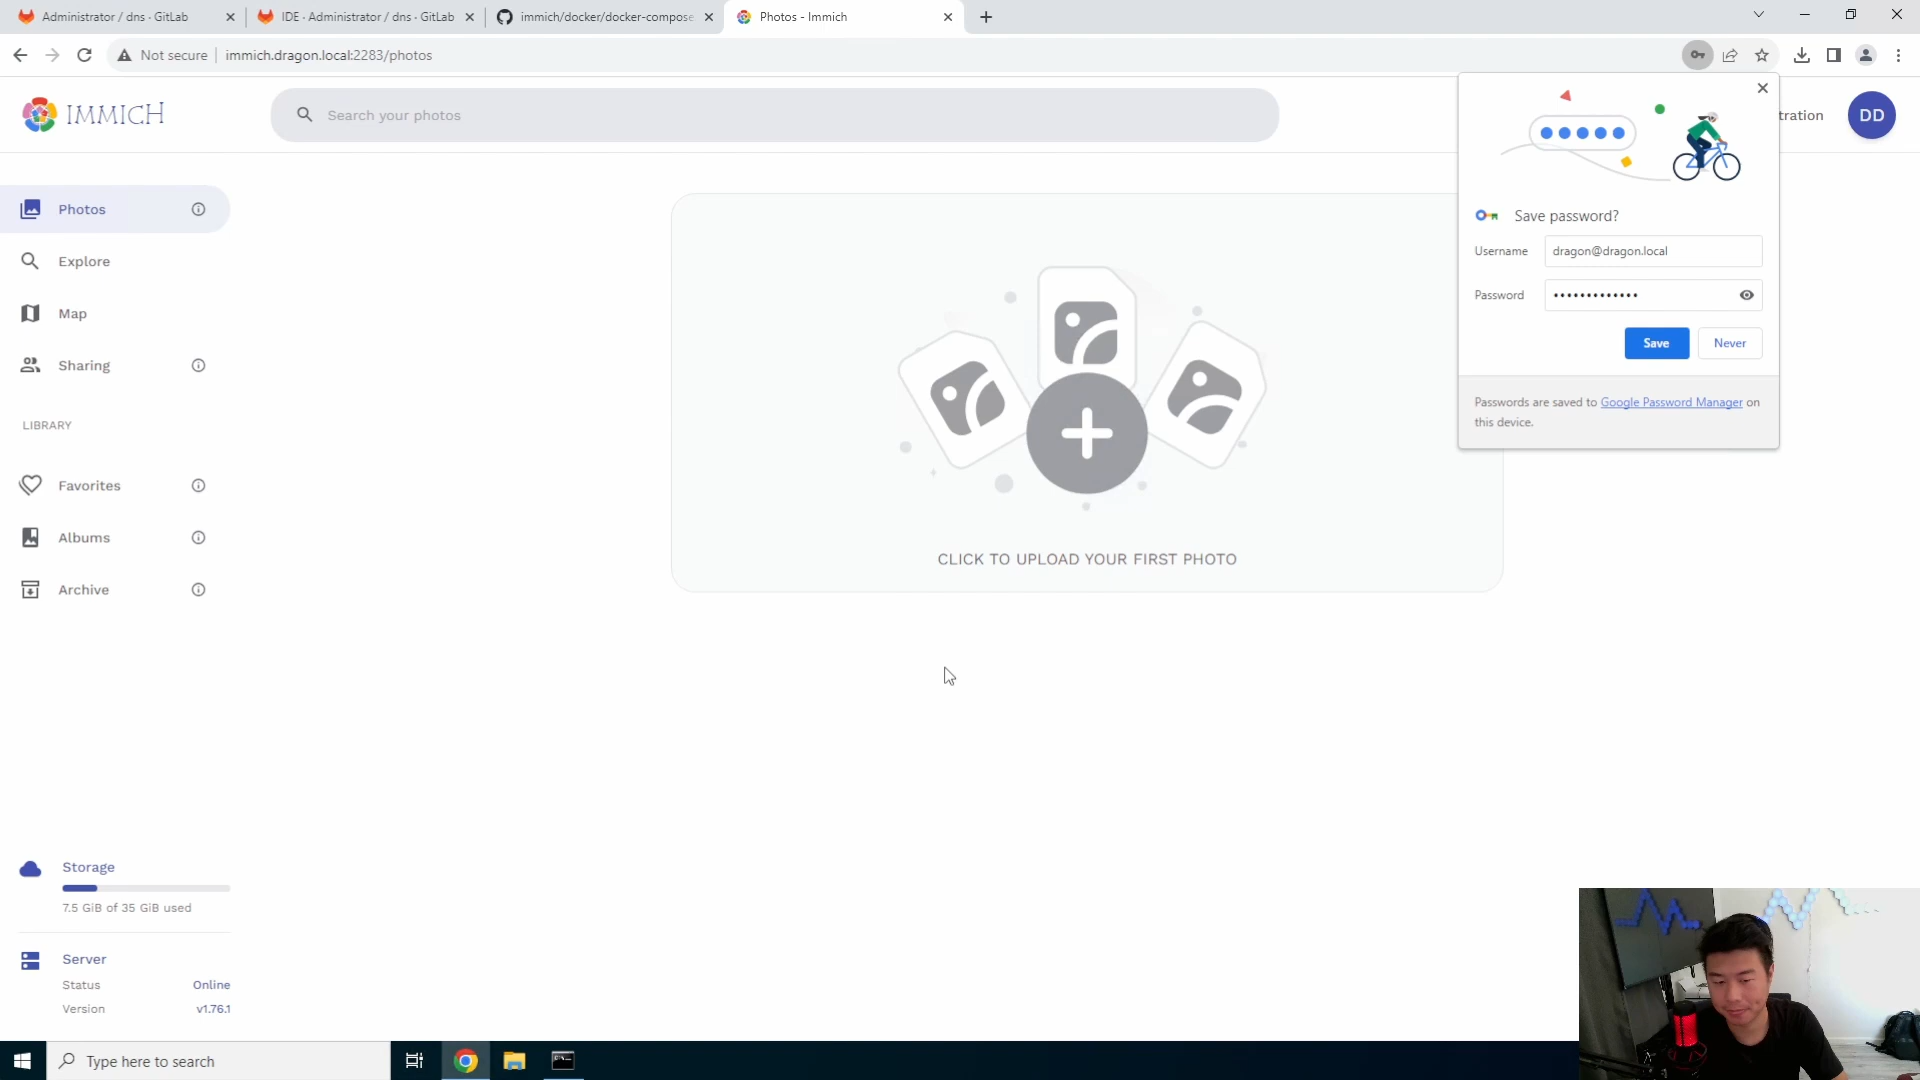 Administrator / dns · GitLab
IDE · Administrator / dns · GitLab
immich/docker/docker-compose
Photos - Immich
Not secure
immich.dragon.local:2283/photos
IMMICH
Search your photos
tration
DD
Photos
Explore
Map
Sharing
LIBRARY
Favorites
Albums
Archive
CLICK TO UPLOAD YOUR FIRST PHOTO
Save password?
Username
dragon@dragon.local
Password
•••••••••••••
Save
Never
Passwords are saved to Google Password Manager on
this device.
Storage
7.5 GiB of 35 GiB used
Server
Status
Online
Version
v1.76.1
Type here to search